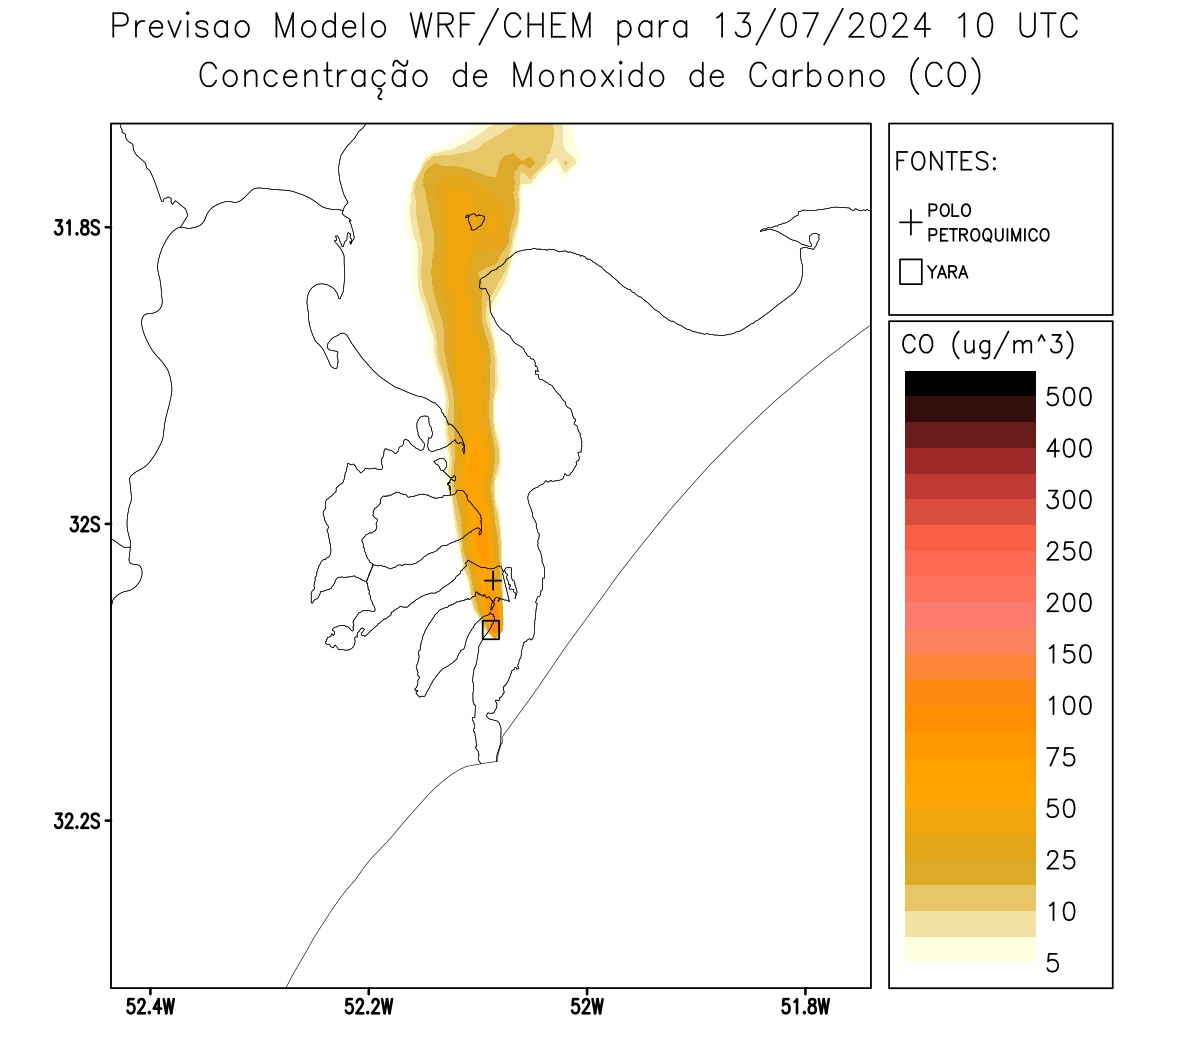 Previsao Modelo WRF/CHEM para 13/07/2024 10 UTC
Concentração de Monoxido de Carbono (CO)
FONTES:
POLO
PETROQUIMICO
YARA
CO (ug/m^3)
500
400
300
250
200
150
100
75
50
25
10
5
31.8S
32S
32.2S
52.4W
52.2W
52W
51.8W